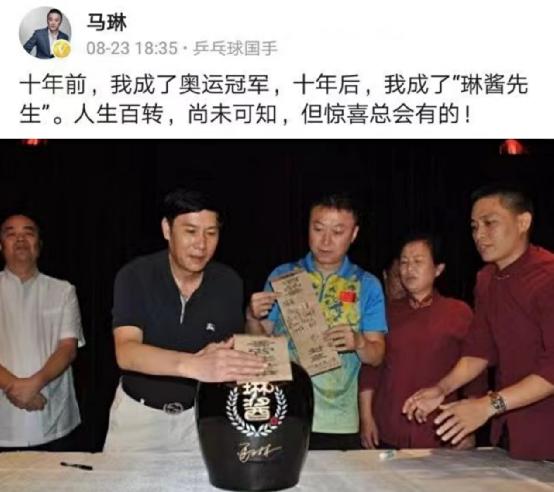 马琳
08-23 18:35 · 乒乓球国手
十年前，我成了奥运冠军，十年后，我成了“琳酱先
生”。人生百转，尚未可知，但惊喜总会有的！
琳酱